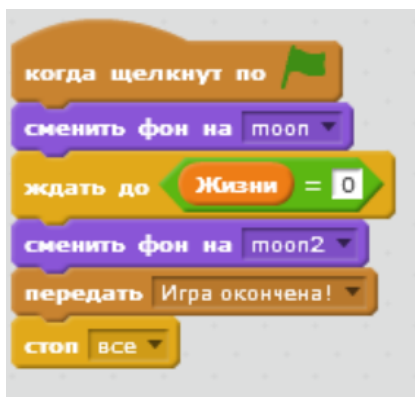 когда щелкнут по
сменить фон на moon
ждать до Жизни = 0
сменить фон на moon2
передать Игра окончена!
стоп все